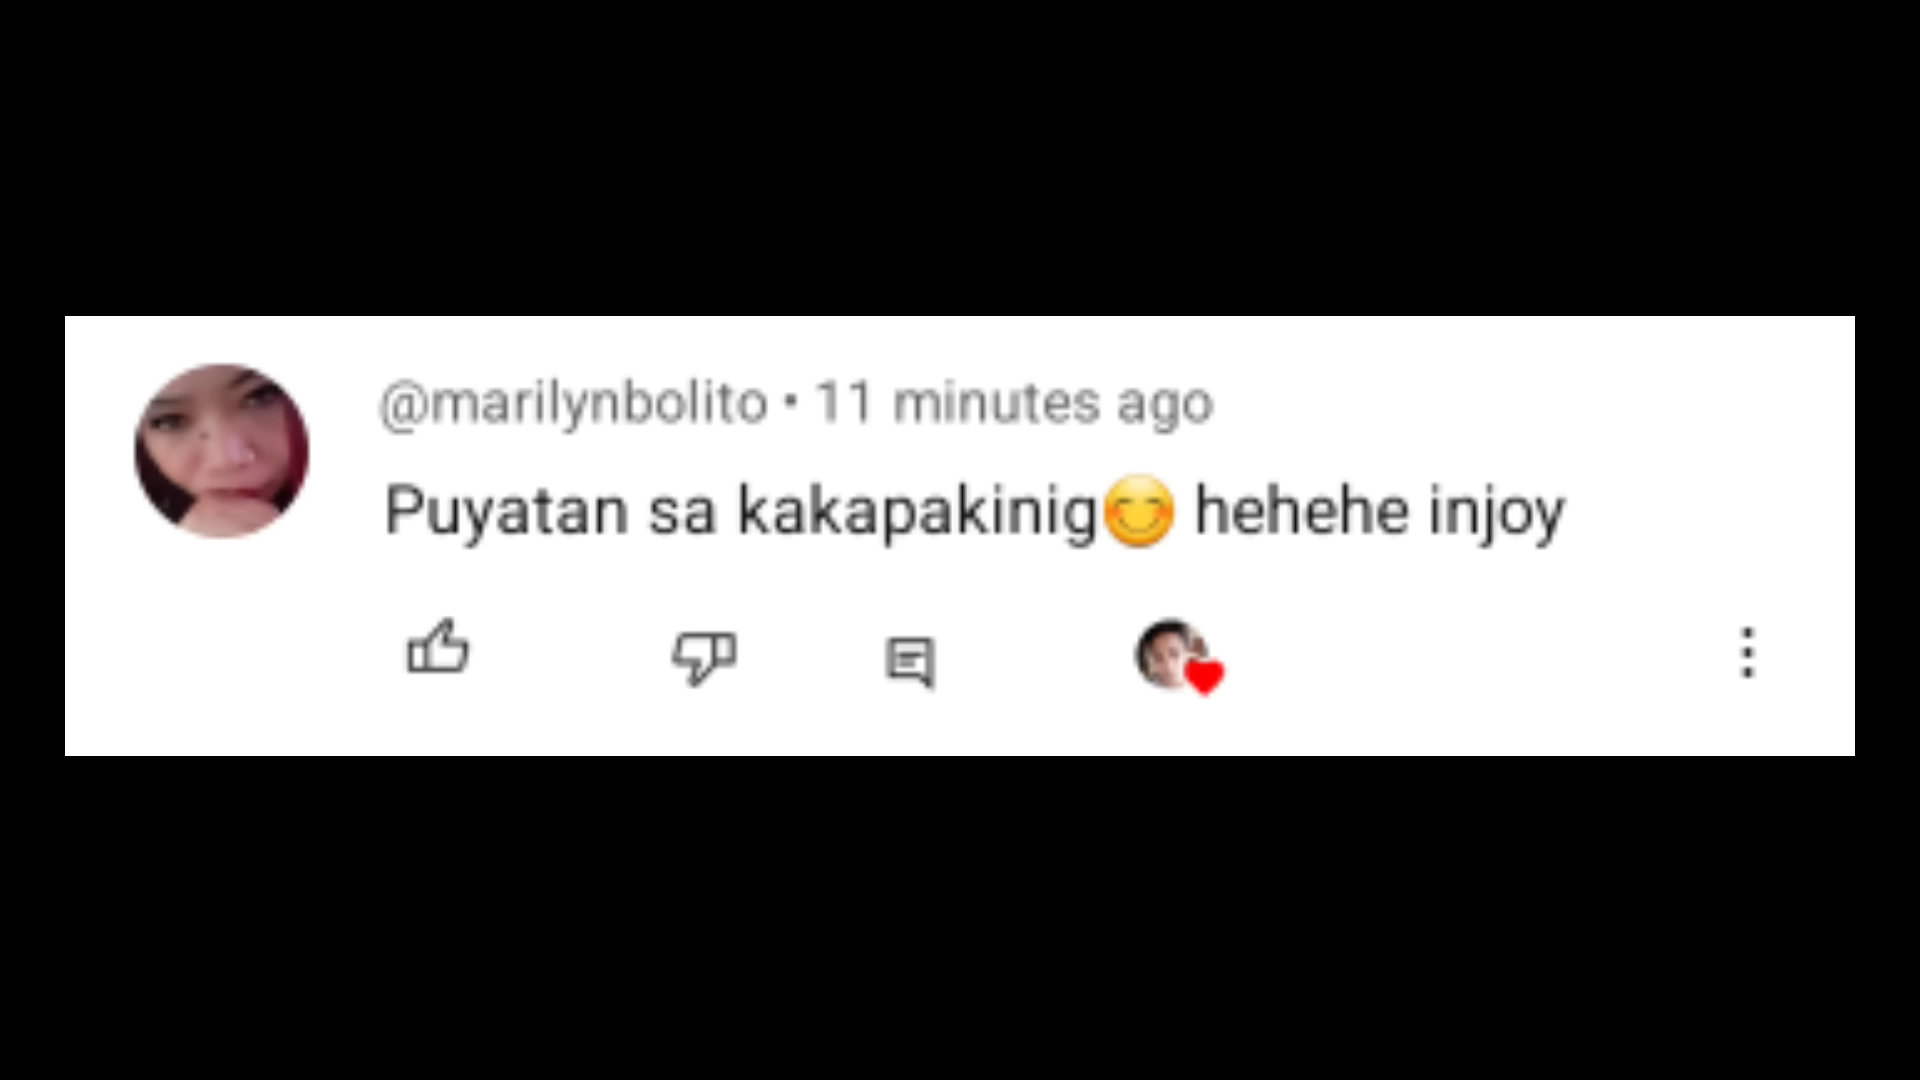 @marilynbolito • 11 minutes ago
Puyatan sa kakapakinig😊 hehehe injoy